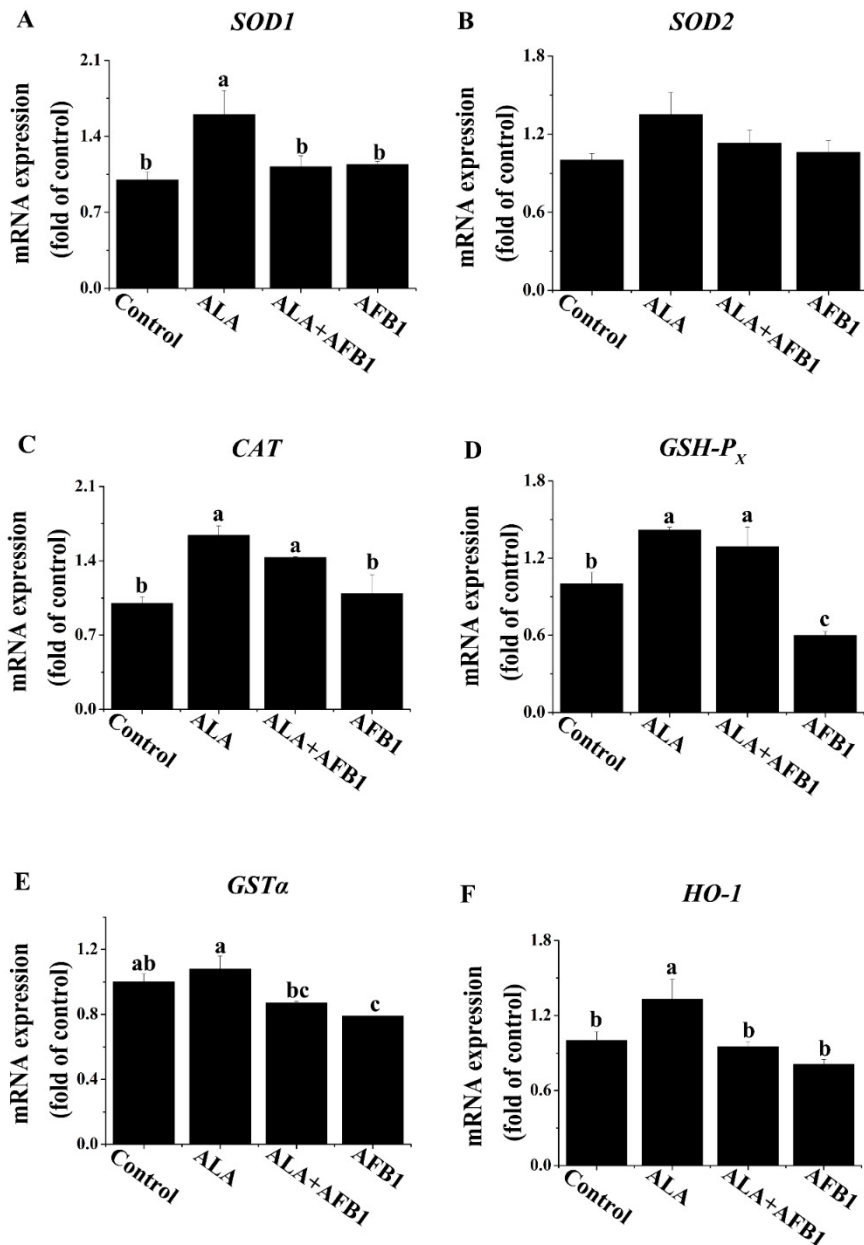 A
SOD1
mRNA expression
(fold of control)
2.1
1.4
0.7
0.0
b
a
b
b
Control
ALA
ALA+AFB1
AFB1
B
SOD2
mRNA expression
(fold of control)
1.8
1.2
0.6
0.0
Control
ALA
ALA+AFB1
AFB1
C
CAT
mRNA expression
(fold of control)
2.1
1.4
0.7
0.0
b
a
a
b
Control
ALA
ALA+AFB1
AFB1
D
GSH-PX
mRNA expression
(fold of control)
1.8
1.2
0.6
0.0
b
a
a
c
Control
ALA
ALA+AFB1
AFB1
E
GSTα
mRNA expression
(fold of control)
1.2
0.8
0.4
0.0
ab
a
bc
c
Control
ALA
ALA+AFB1
AFB1
F
HO-1
mRNA expression
(fold of control)
1.8
1.2
0.6
0.0
b
a
b
b
Control
ALA
ALA+AFB1
AFB1